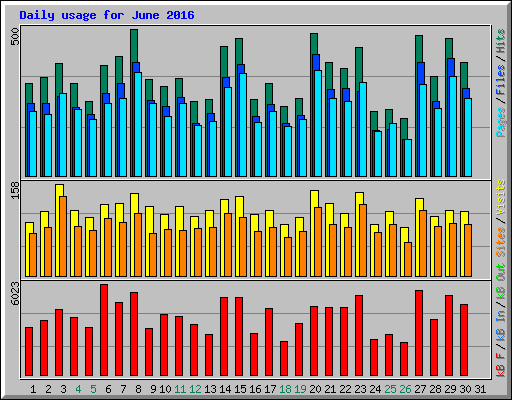 Daily usage for June 2016
500
Pages / Files / Hits
158
Sites / Visits
6023
kB F / kB In / kB Out
1 2 3 4 5 6 7 8 9 10 11 12 13 14 15 16 17 18 19 20 21 22 23 24 25 26 27 28 29 30 31